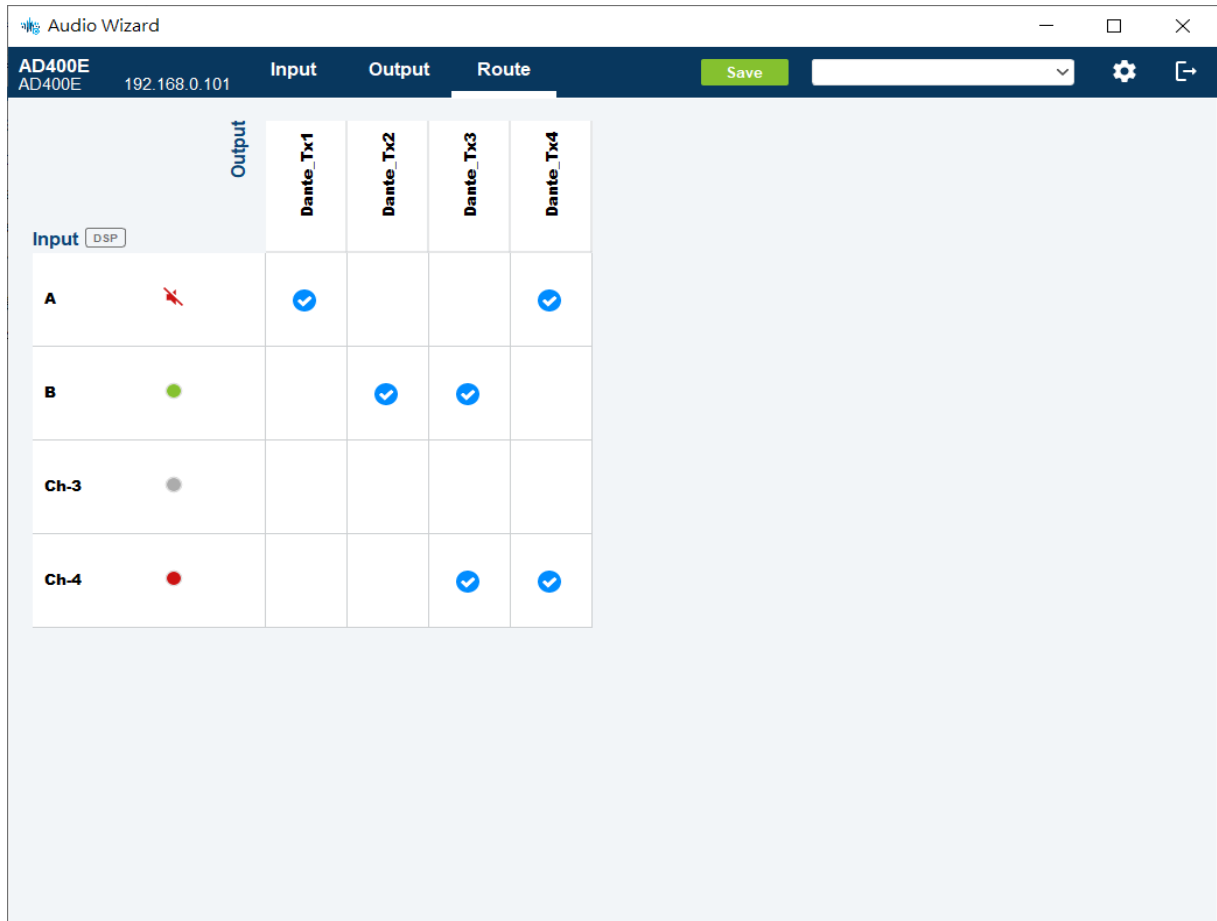 Audio Wizard
AD400E
AD400E 192.168.0.101
Input Output Route
Save
Output
Dante_Tx1
Dante_Tx2
Dante_Tx3
Dante_Tx4
Input DSP
A
B
Ch-3
Ch-4